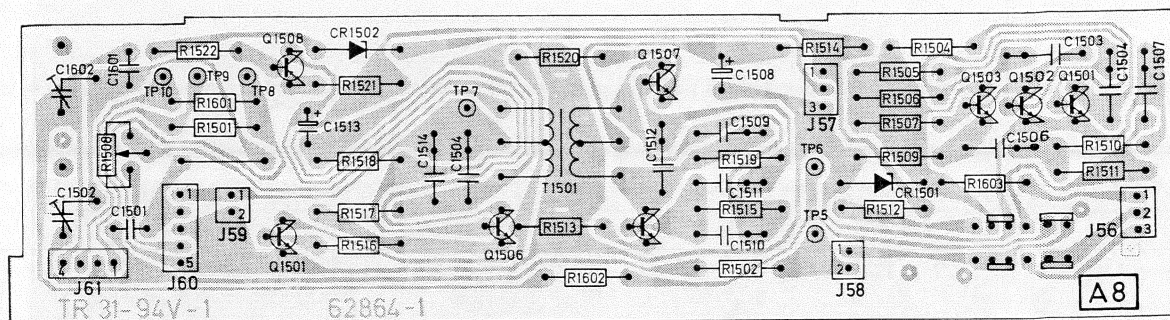 C1602
C1601
R1522
Q1508
CR1502
R1520
Q1507
C1508
R1514
R1504
C1503
C1504
C1507
TP10
TP9
TP8
R1521
TP7
1
3
J57
R1505
Q1503
Q1502
Q1501
R1601
R1506
R1501
C1513
R1507
R1508
C1514
C1504
C1512
C1509
C1506
R1510
R1518
T1501
R1519
TP6
R1509
R1511
C1511
CR1501
R1603
C1502
C1501
1
5
J60
1
2
J59
R1517
R1516
Q1501
Q1506
R1513
R1515
C1510
TP5
R1512
1
2
3
J56
4
1
J61
R1602
R1502
1
2
J58
A8
TR 31-94V-1
62864-1